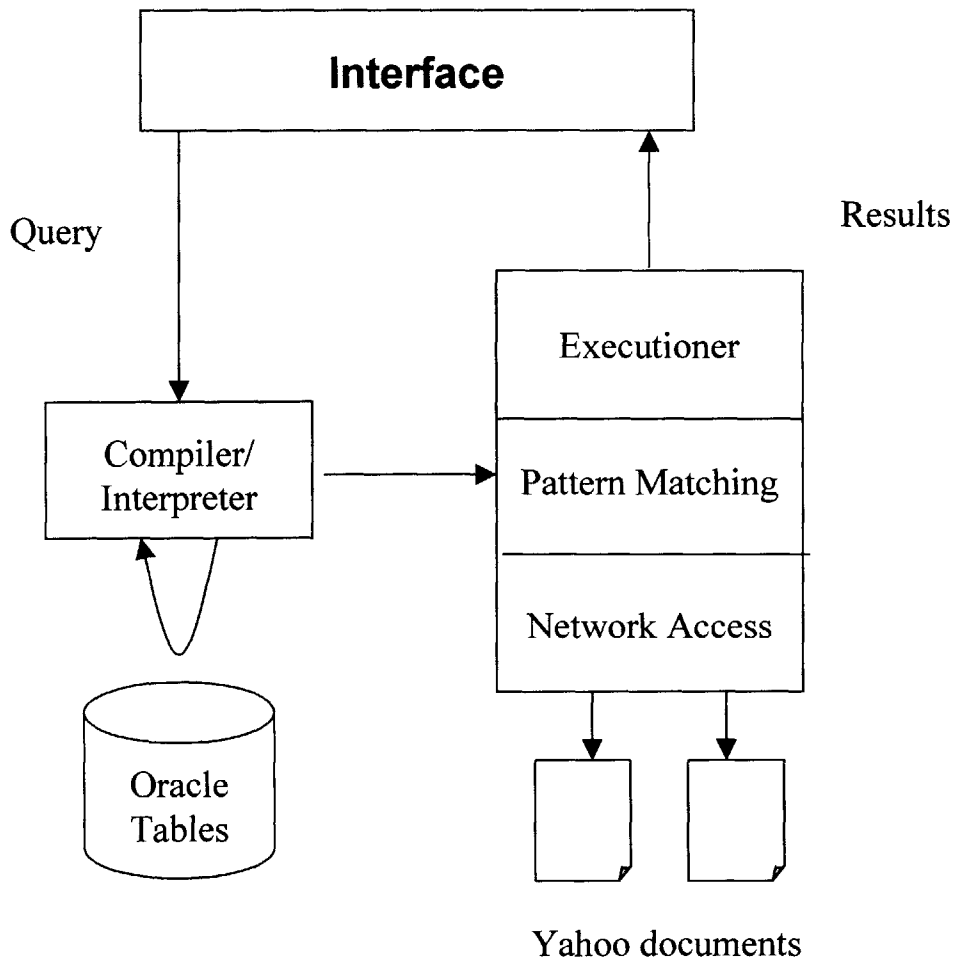 Interface
Query
Results
Executioner
Compiler/
Interpreter
Pattern Matching
Network Access
Oracle
Tables
Yahoo documents